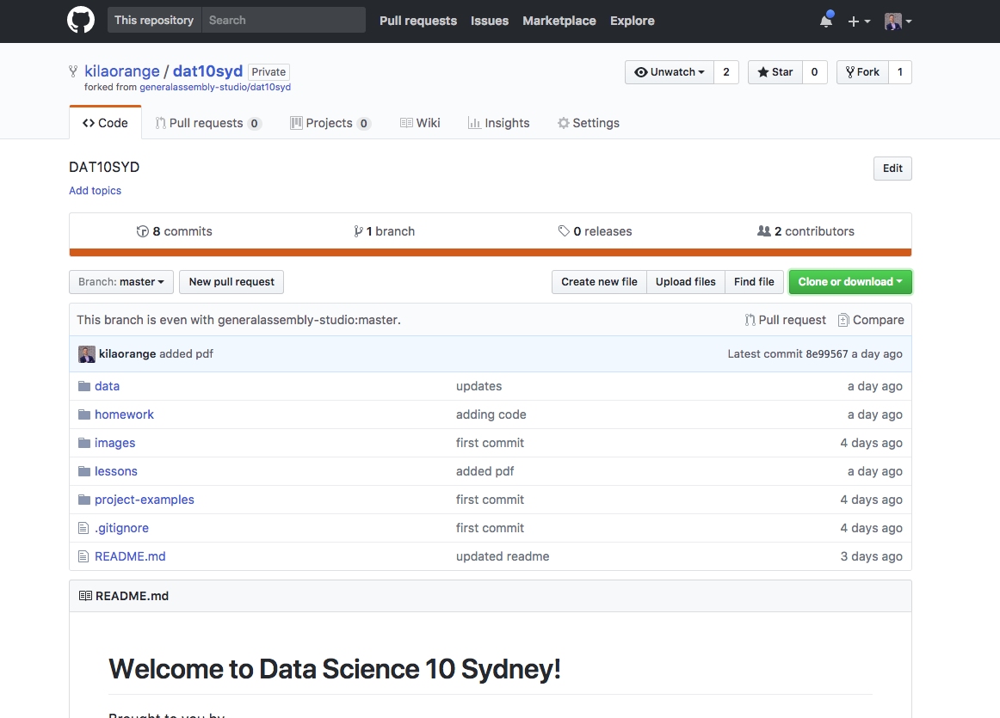 This repository Search Pull requests Issues Marketplace Explore
kilaorange / dat10syd Private Unwatch 2 Star 0 Fork 1
forked from generalassembly-studio/dat10syd
Code Pull requests 0 Projects 0 Wiki Insights Settings
DAT10SYD Edit
Add topics
8 commits 1 branch 0 releases 2 contributors
Branch: master New pull request Create new file Upload files Find file Clone or download
This branch is even with generalassembly-studio:master. Pull request Compare
kilaorange added pdf Latest commit 8e99567 a day ago
data updates a day ago
homework adding code a day ago
images first commit 4 days ago
lessons added pdf a day ago
project-examples first commit 4 days ago
.gitignore first commit 4 days ago
README.md updated readme 3 days ago
README.md
Welcome to Data Science 10 Sydney!
Brought to you by